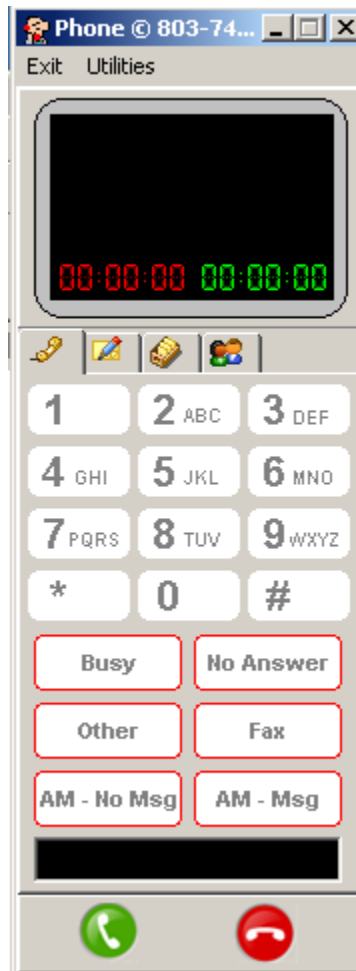 Phone © 803-74...
Exit Utilities
00:00:00 00:00:00
1 2 ABC 3 DEF
4 GHI 5 JKL 6 MNO
7 PQRS 8 TUV 9 WXYZ
* 0 #
Busy No Answer
Other Fax
AM - No Msg AM - Msg